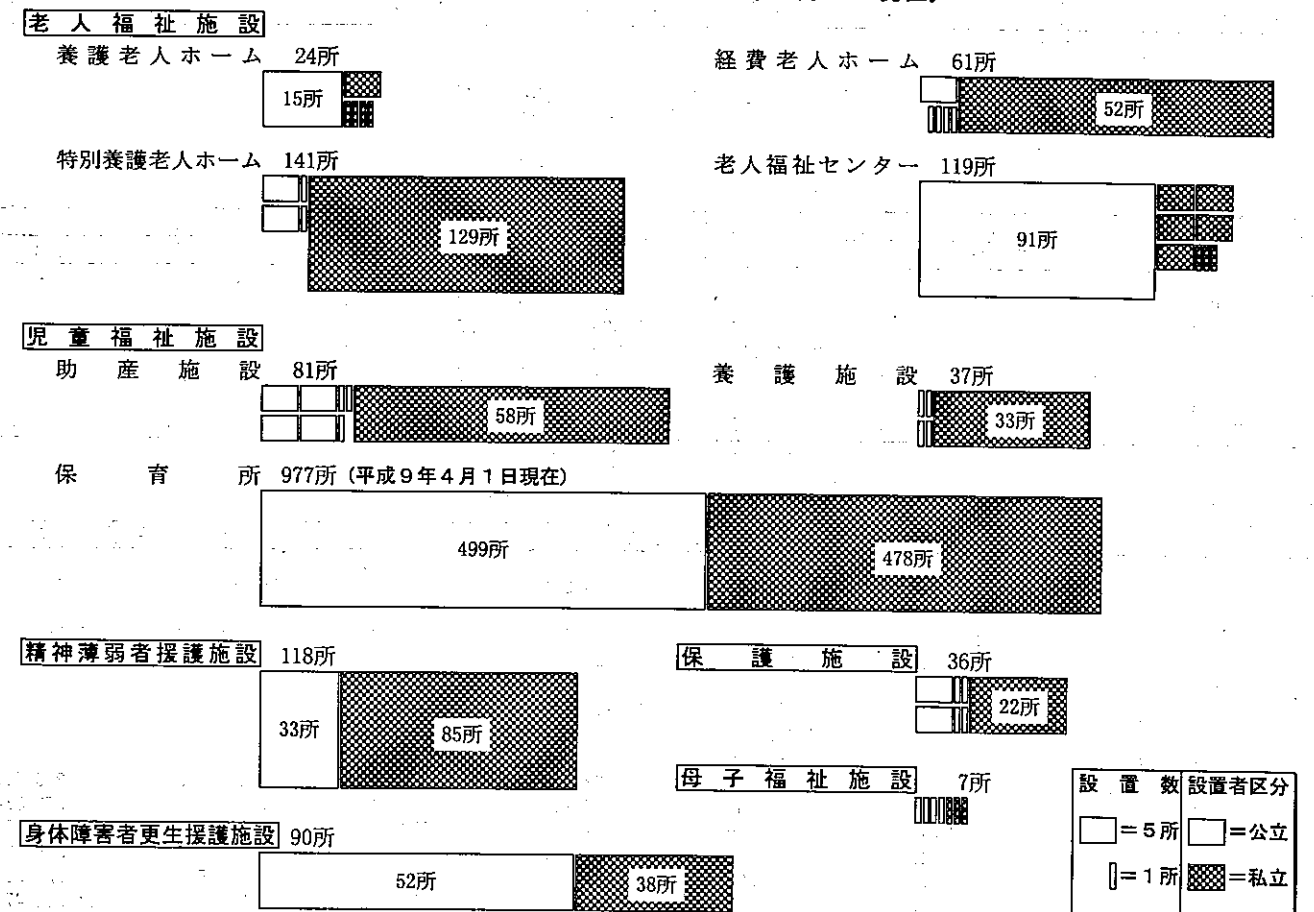 老人福祉施設
養護老人ホーム 24所
15所
経費老人ホーム 61所
52所
特別養護老人ホーム 141所
129所
老人福祉センター 119所
91所
児童福祉施設
助産施設 81所
58所
養護施設 37所
33所
保育所 977所 (平成9年4月1日現在)
499所
478所
精神薄弱者援護施設 118所
33所
85所
保護施設 36所
22所
母子福祉施設 7所
身体障害者更生援護施設 90所
52所
38所
設置数 設置者区分
=5所 =公立
=1所 =私立